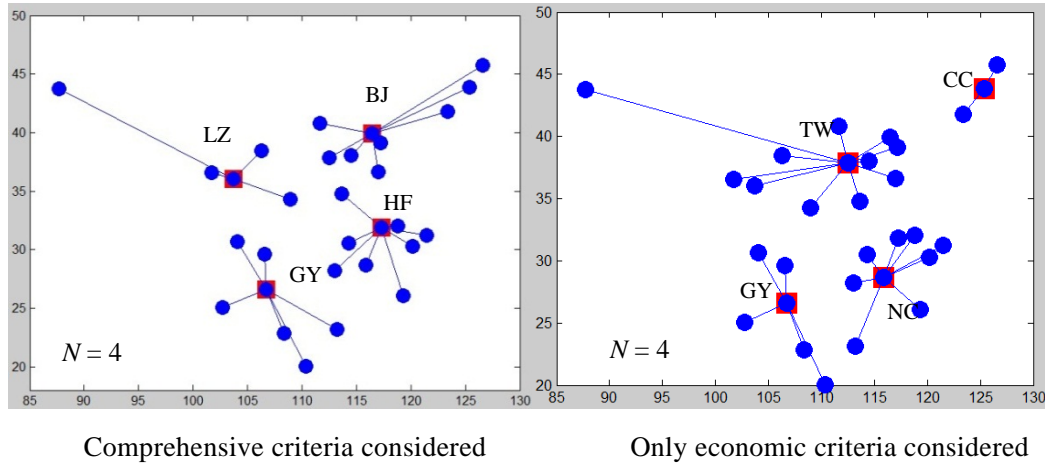 50
45
40
35
30
25
20
85 90 95 100 105 110 115 120 125 130
BJ
LZ
HF
GY
N = 4
50
45
40
35
30
25
20
85 90 95 100 105 110 115 120 125 130
CC
TW
GY
NC
N = 4
Comprehensive criteria considered
Only economic criteria considered